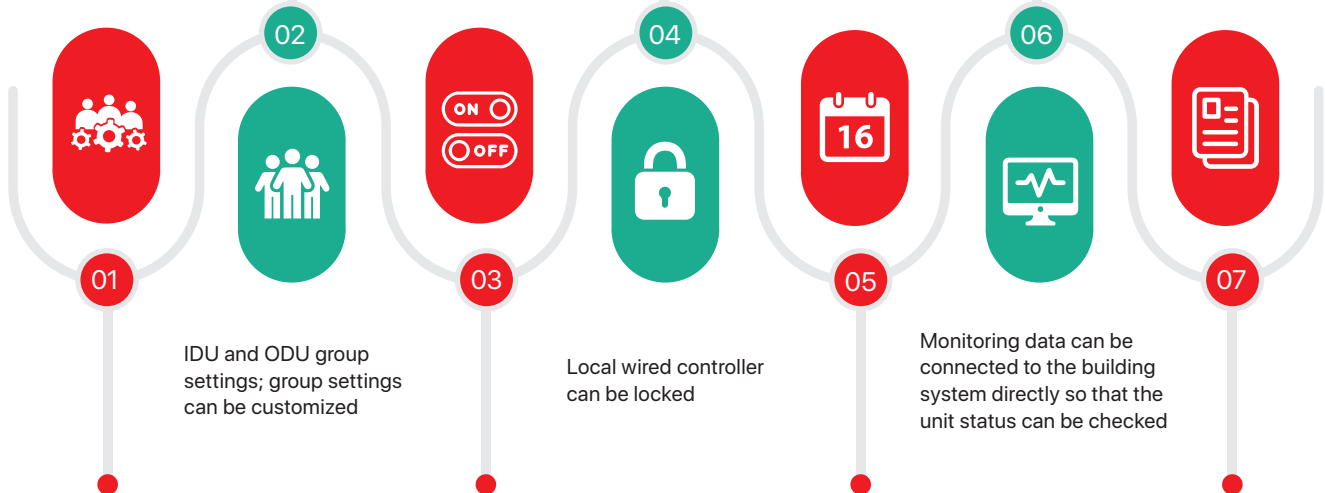 02
04
06
ON
OFF
16
01
03
05
07
IDU and ODU group
settings; group settings
can be customized
Local wired controller
can be locked
Monitoring data can be
connected to the building
system directly so that the
unit status can be checked